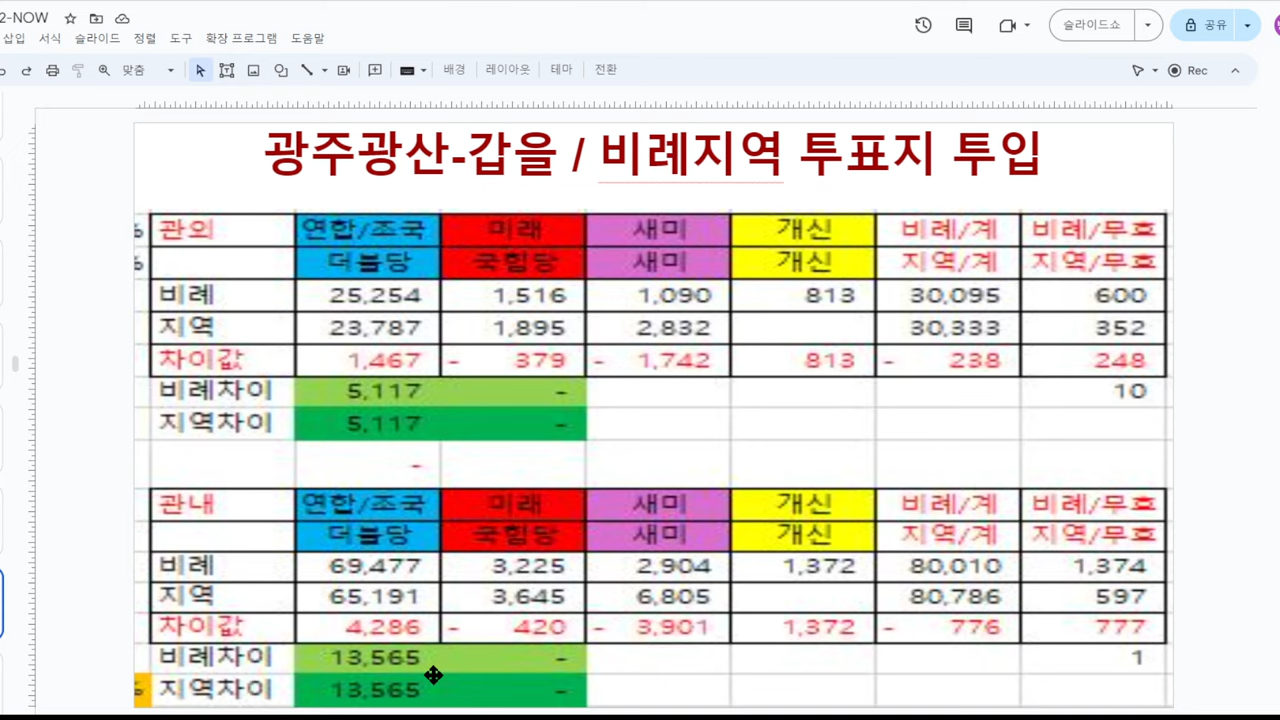 2-NOW
삽입 서식 슬라이드 정렬 도구 확장 프로그램 도움말
슬라이드쇼
공유
맞춤
배경 레이아웃 테마 전환
Rec
광주광산-갑을 / 비례지역 투표지 투입
% 관외 연합/조국 미래 새미 개신 비례/계 비례/무효
% 더불당 국힘당 새미 개신 지역/계 지역/무효
비례 25,254 1,516 1,090 813 30,095 600
지역 23,787 1,895 2,832 30,333 352
차이값 1,467 - 379 - 1,742 813 - 238 248
비례차이 5,117 - 10
지역차이 5,117 -
-
관내 연합/조국 미래 새미 개신 비례/계 비례/무효
더불당 국힘당 새미 개신 지역/계 지역/무효
비례 69,477 3,225 2,904 1,372 80,010 1,374
지역 65,191 3,645 6,805 80,786 597
차이값 4,286 - 420 - 3,901 1,372 - 776 777
비례차이 13,565 - 1
% 지역차이 13,565 -